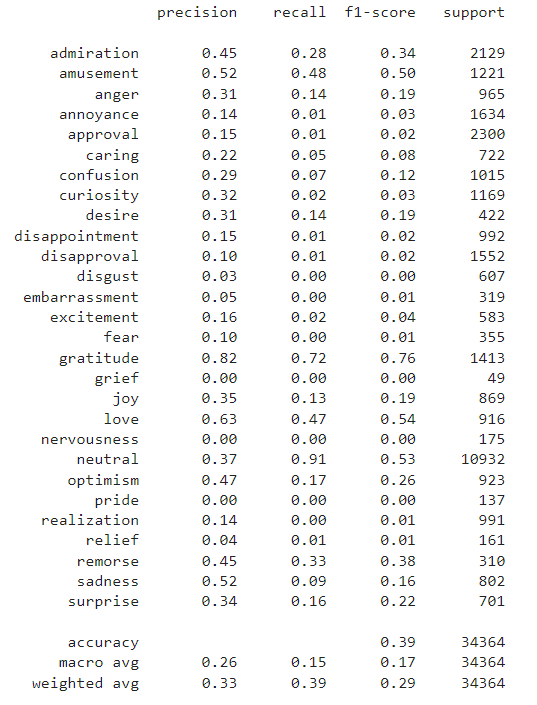 precision recall f1-score support
admiration 0.45 0.28 0.34 2129
amusement 0.52 0.48 0.50 1221
anger 0.31 0.14 0.19 965
annoyance 0.14 0.01 0.03 1634
approval 0.15 0.01 0.02 2300
caring 0.22 0.05 0.08 722
confusion 0.29 0.07 0.12 1015
curiosity 0.32 0.02 0.03 1169
desire 0.31 0.14 0.19 422
disappointment 0.15 0.01 0.02 992
disapproval 0.10 0.01 0.02 1552
disgust 0.03 0.00 0.00 607
embarrassment 0.05 0.00 0.01 319
excitement 0.16 0.02 0.04 583
fear 0.10 0.00 0.01 355
gratitude 0.82 0.72 0.76 1413
grief 0.00 0.00 0.00 49
joy 0.35 0.13 0.19 869
love 0.63 0.47 0.54 916
nervousness 0.00 0.00 0.00 175
neutral 0.37 0.91 0.53 10932
optimism 0.47 0.17 0.26 923
pride 0.00 0.00 0.00 137
realization 0.14 0.00 0.01 991
relief 0.04 0.01 0.01 161
remorse 0.45 0.33 0.38 310
sadness 0.52 0.09 0.16 802
surprise 0.34 0.16 0.22 701
accuracy 0.39 34364
macro avg 0.26 0.15 0.17 34364
weighted avg 0.33 0.39 0.29 34364